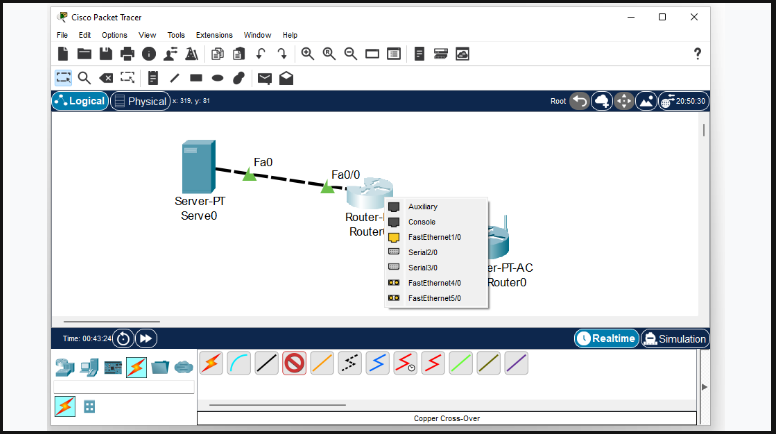 Cisco Packet Tracer
File Edit Options View Tools Extensions Window Help
?
Logical Physical x: 319, y: 81 Root 20:50:30
Fa0
Fa0/0
Server-PT
Serve0
Router-
Router
Auxiliary
Console
FastEthernet1/0
Serial2/0
Serial3/0
FastEthernet4/0
FastEthernet5/0
er-PT-AC
Router0
Time: 00:43:24 Realtime Simulation
Copper Cross-Over